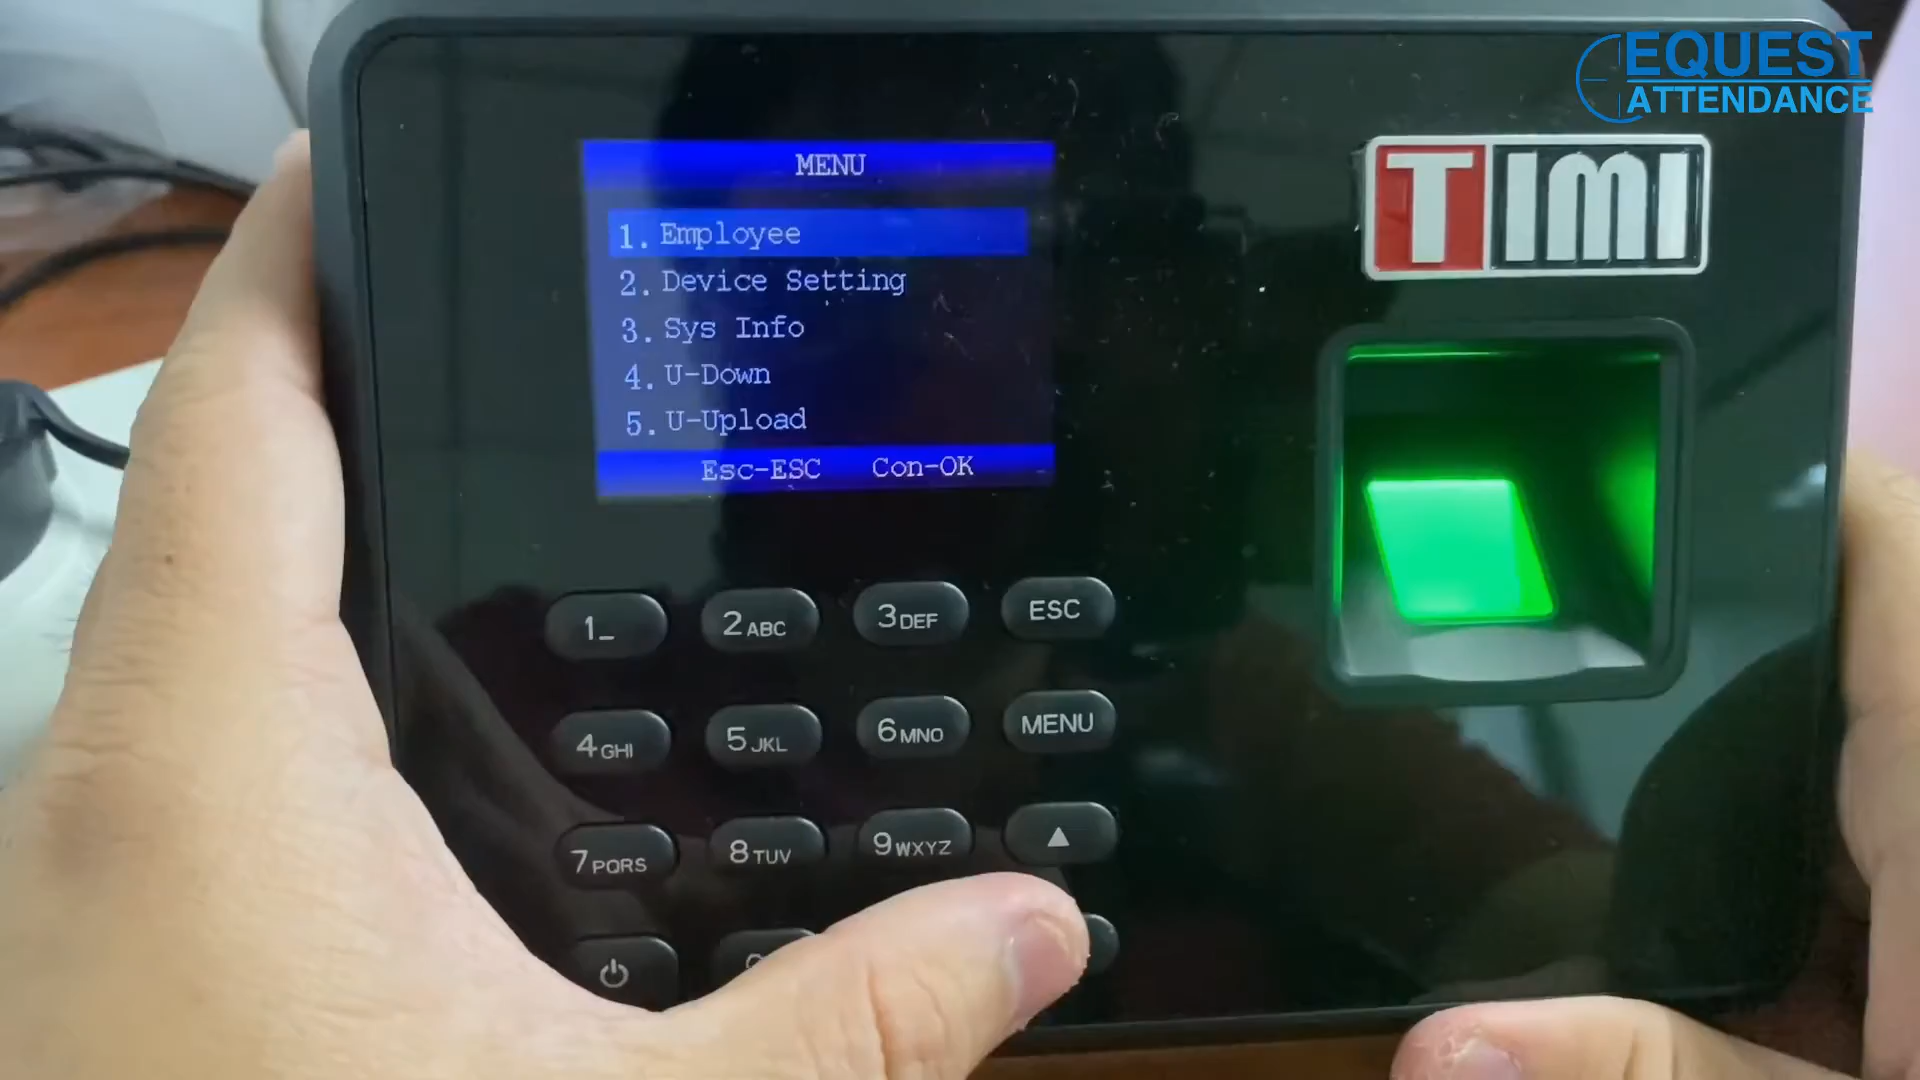 EQUEST
ATTENDANCE
TIMI
MENU
1. Employee
2. Device Setting
3. Sys Info
4. U-Down
5. U-Upload
Esc-ESC Con-OK
1_ 2ABC 3DEF ESC
4GHI 5JKL 6MNO MENU
7PQRS 8TUV 9WXYZ ▲